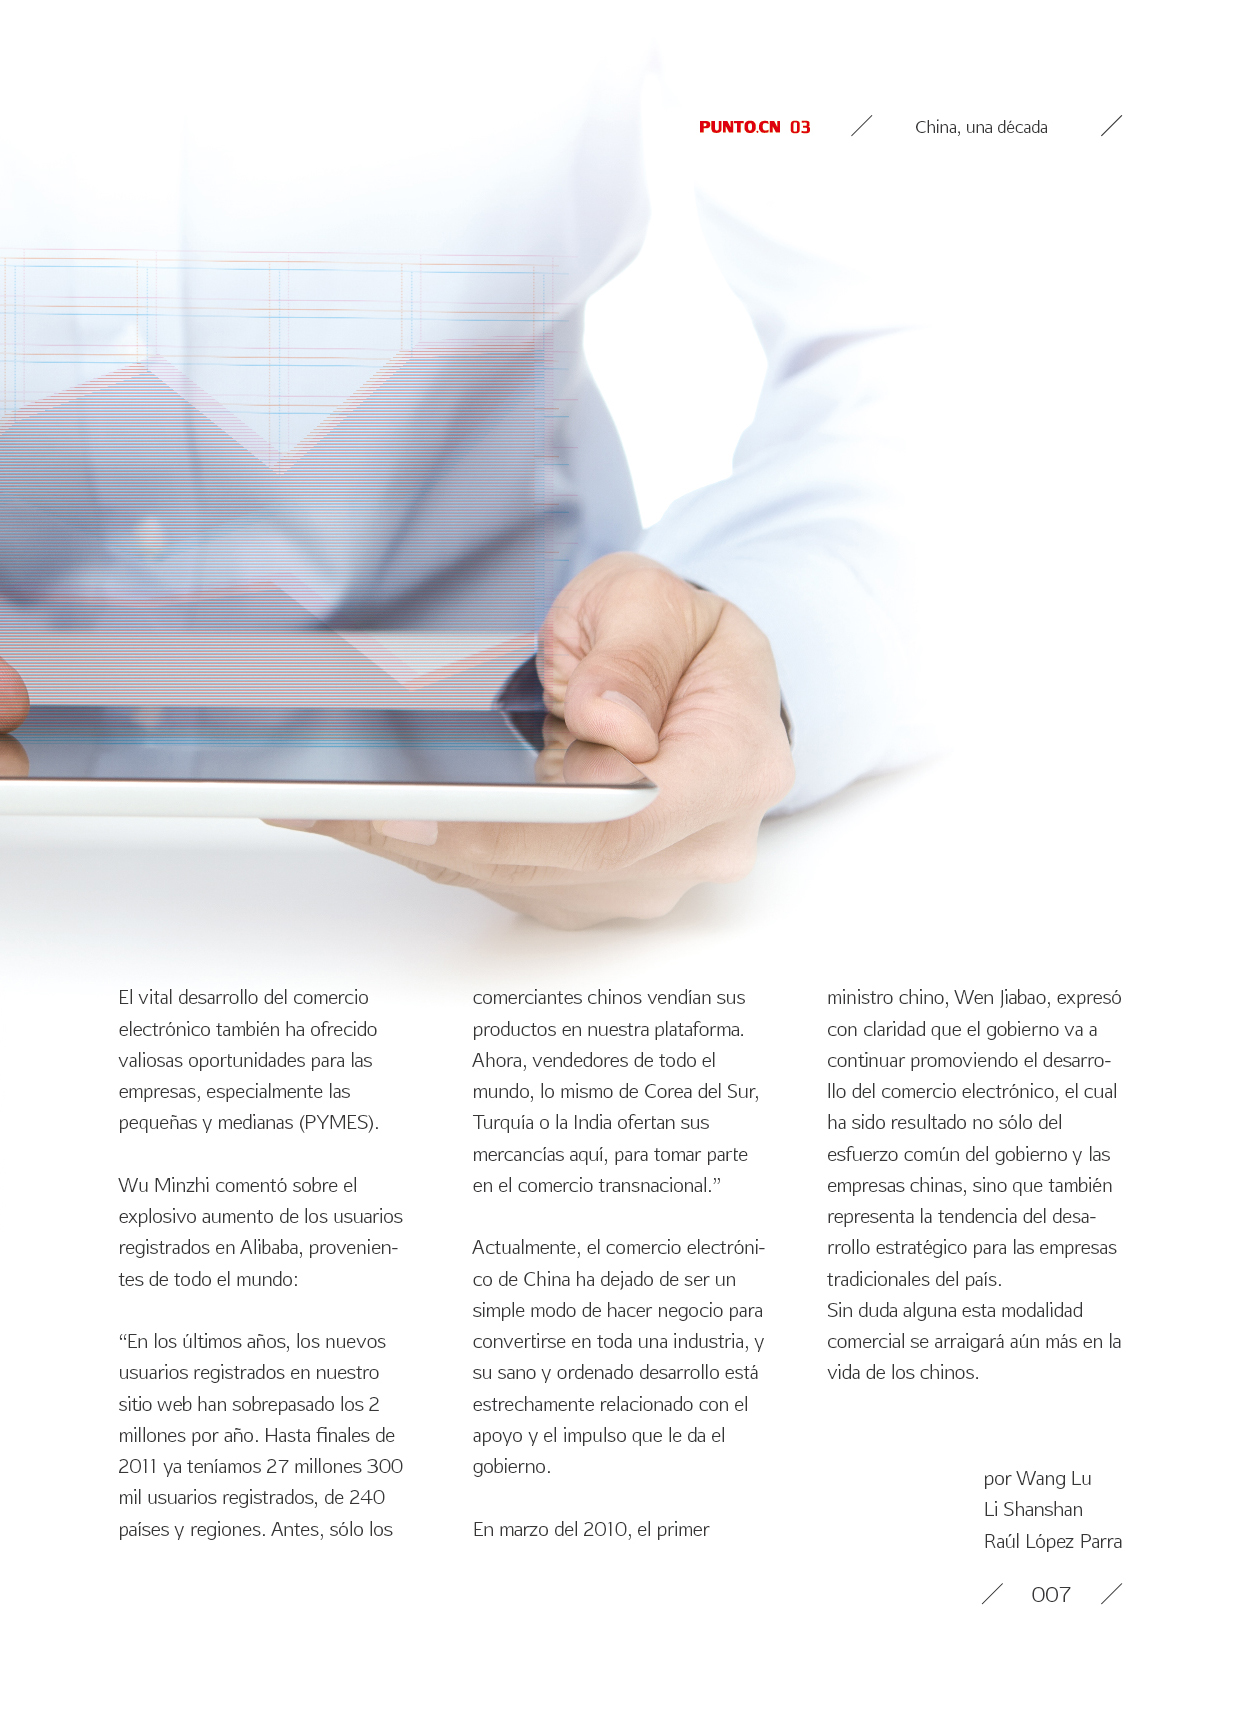 PUNTO.CN 03
China, una década
El vital desarrollo del comercio
electrónico también ha ofrecido
valiosas oportunidades para las
empresas, especialmente las
pequeñas y medianas (PYMES).
Wu Minzhi comentó sobre el
explosivo aumento de los usuarios
registrados en Alibaba, provenien-
tes de todo el mundo:
“En los últimos años, los nuevos
usuarios registrados en nuestro
sitio web han sobrepasado los 2
millones por año. Hasta finales de
2011 ya teníamos 27 millones 300
mil usuarios registrados, de 240
países y regiones. Antes, sólo los
comerciantes chinos vendían sus
productos en nuestra plataforma.
Ahora, vendedores de todo el
mundo, lo mismo de Corea del Sur,
Turquía o la India ofertan sus
mercancías aquí, para tomar parte
en el comercio transnacional.”
Actualmente, el comercio electróni-
co de China ha dejado de ser un
simple modo de hacer negocio para
convertirse en toda una industria, y
su sano y ordenado desarrollo está
estrechamente relacionado con el
apoyo y el impulso que le da el
gobierno.
En marzo del 2010, el primer
ministro chino, Wen Jiabao, expresó
con claridad que el gobierno va a
continuar promoviendo el desarro-
llo del comercio electrónico, el cual
ha sido resultado no sólo del
esfuerzo común del gobierno y las
empresas chinas, sino que también
representa la tendencia del desa-
rrollo estratégico para las empresas
tradicionales del país.
Sin duda alguna esta modalidad
comercial se arraigará aún más en la
vida de los chinos.
por Wang Lu
Li Shanshan
Raúl López Parra
007